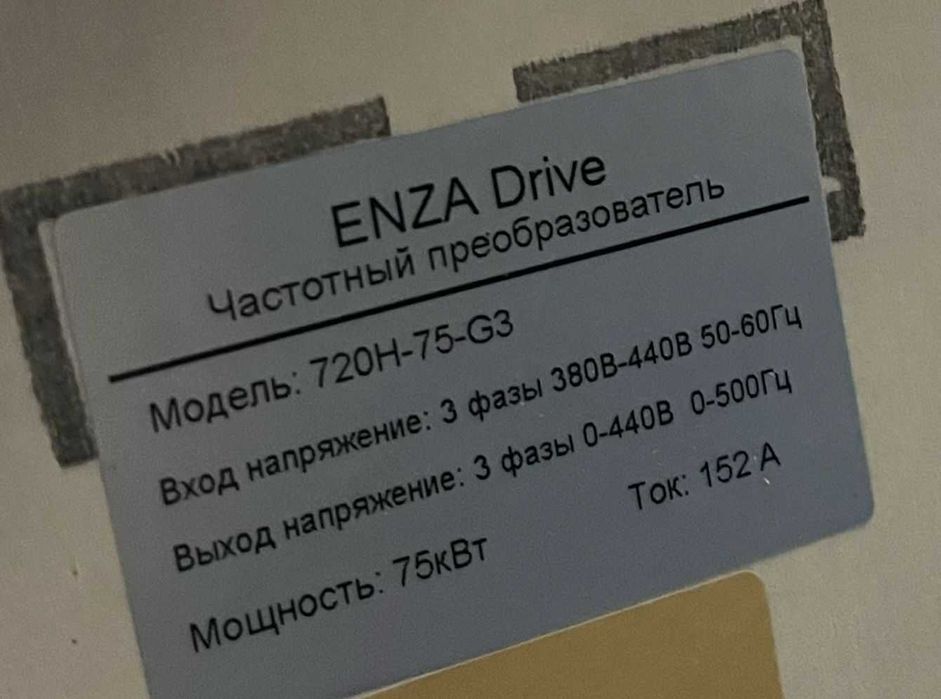 ENZA Drive
Частотный преобразователь
Модель: 720H-75-G3
Вход напряжение: 3 фазы 380В-440В 50-60Гц
Выход напряжение: 3 фазы 0-440В 0-500Гц
Мощность: 75кВт Ток: 152 А